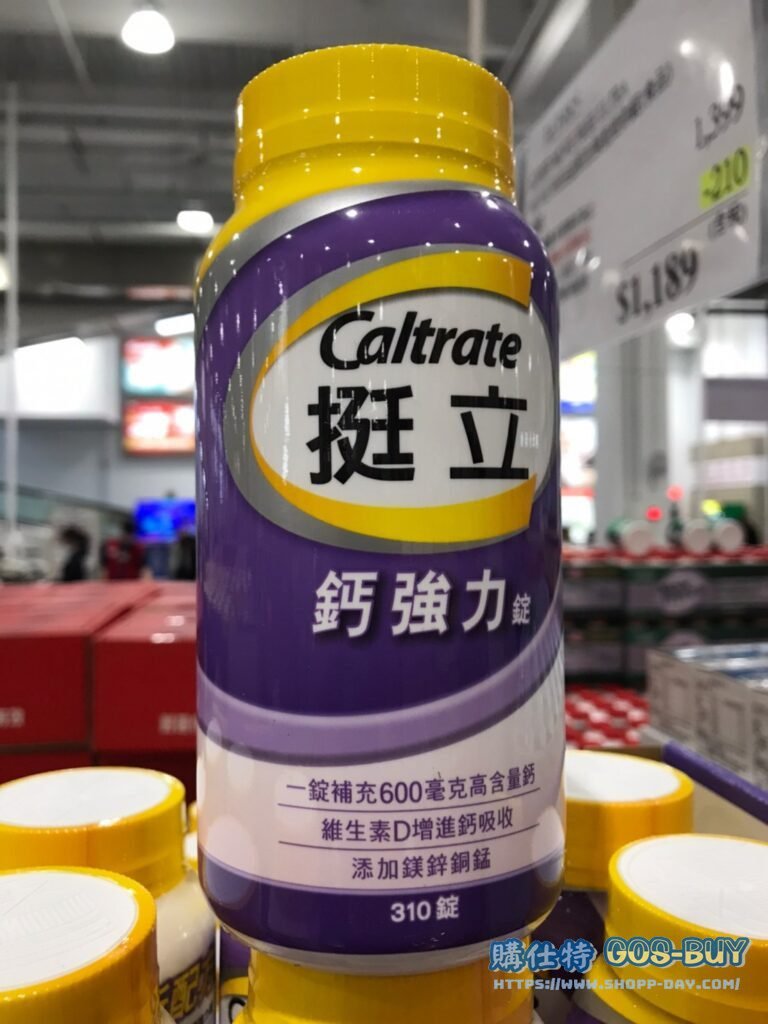 1,399
-210
$1,189
Caltrate
挺立
鈣強力錠
一錠補充600毫克高含量鈣
維生素D增進鈣吸收
添加鎂鋅銅錳
310錠
購仕特 GOS-BUY
HTTPS://WWW.SHOPP-DAY.COM/